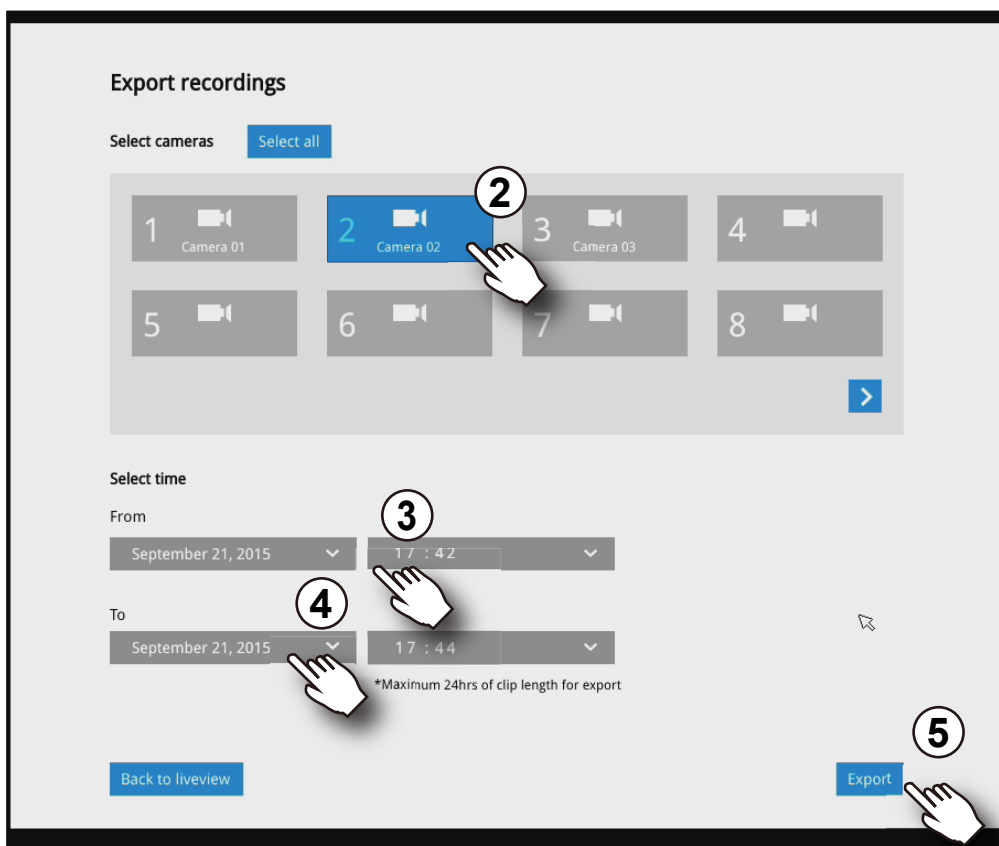 Export recordings
Select cameras Select all
2
1 Camera 01
2 Camera 02
3 Camera 03
4
5
6
7
8
Select time
From
3
September 21, 2015 17 : 42
4
To
September 21, 2015 17 : 44
*Maximum 24hrs of clip length for export
5
Back to liveview Export